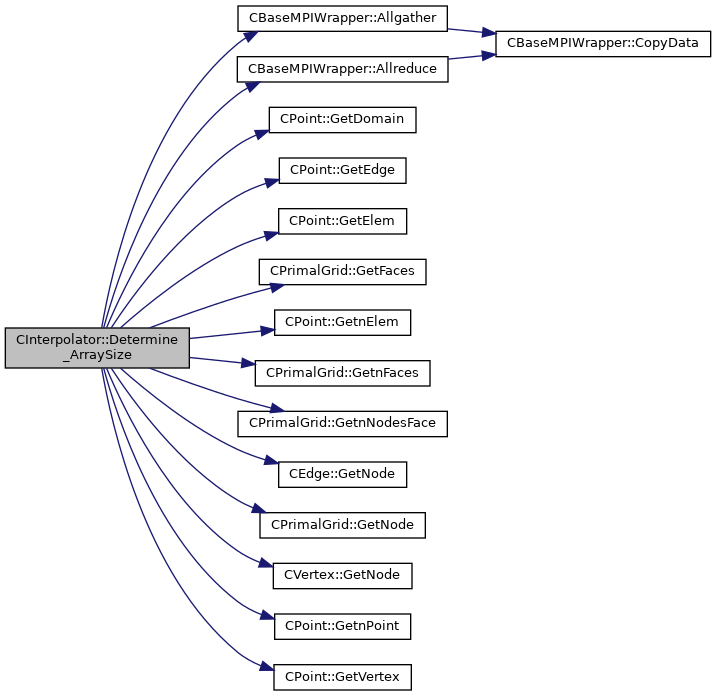 CBaseMPIWrapper::Allgather
CBaseMPIWrapper::CopyData
CBaseMPIWrapper::Allreduce
CPoint::GetDomain
CPoint::GetEdge
CPoint::GetElem
CPrimalGrid::GetFaces
CPoint::GetnElem
CInterpolator::Determine
_ArraySize
CPrimalGrid::GetnFaces
CPrimalGrid::GetnNodesFace
CEdge::GetNode
CPrimalGrid::GetNode
CVertex::GetNode
CPoint::GetnPoint
CPoint::GetVertex